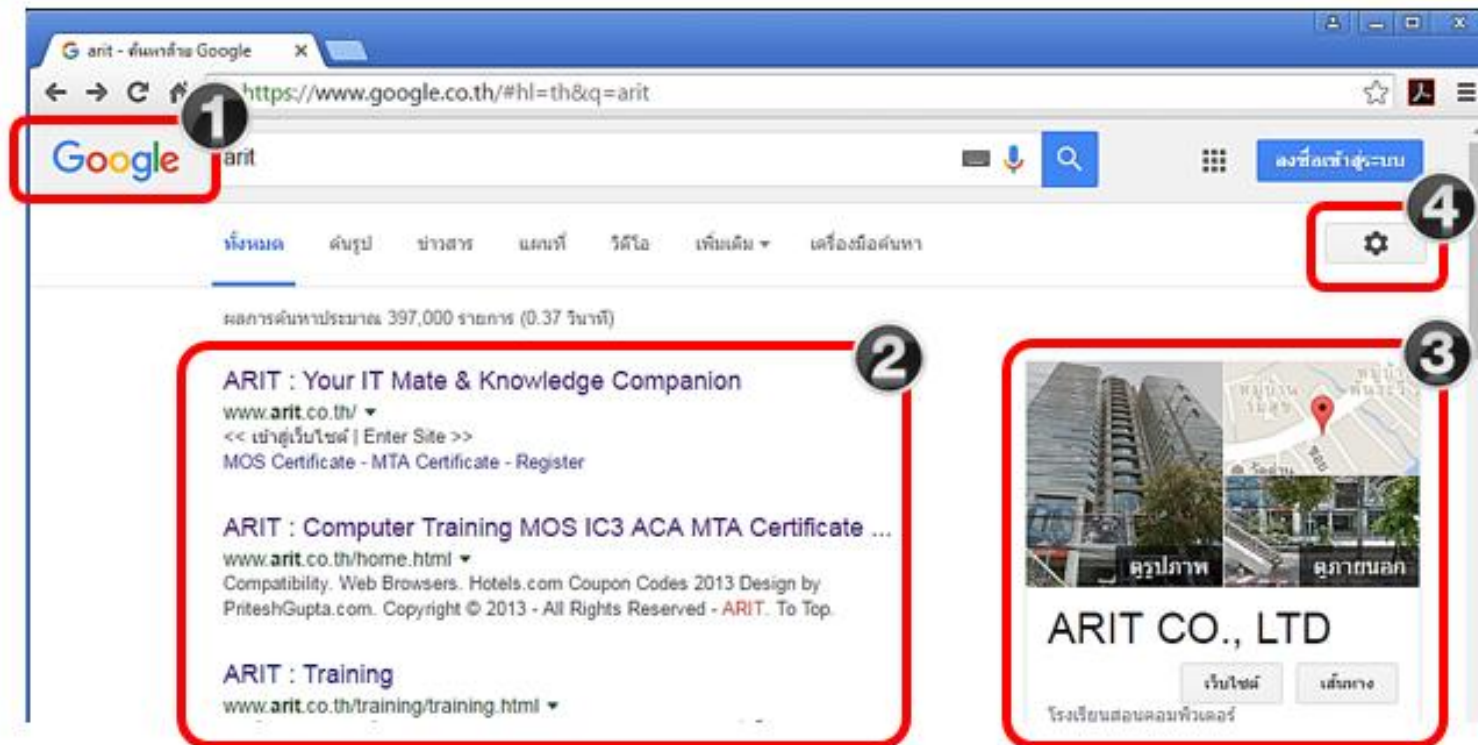 arit - ค้นหาด้วย Google
https://www.google.co.th/#hl=th&q=arit
1
Google
arit
ลงชื่อเข้าสู่ระบบ
4
ทั้งหมด ค้นรูป ข่าวสาร แผนที่ วิดีโอ เพิ่มเติม เครื่องมือค้นหา
ผลการค้นหาประมาณ 397,000 รายการ (0.37 วินาที)
2
ARIT : Your IT Mate & Knowledge Companion
www.arit.co.th/
<< เข้าสู่เว็บไซต์ | Enter Site >>
MOS Certificate - MTA Certificate - Register
ARIT : Computer Training MOS IC3 ACA MTA Certificate ...
www.arit.co.th/home.html
Compatibility. Web Browsers. Hotels.com Coupon Codes 2013 Design by
PriteshGupta.com. Copyright © 2013 - All Rights Reserved - ARIT. To Top.
ARIT : Training
www.arit.co.th/training/training.html
3
ดูรูปภาพ
ดูภายนอก
ARIT CO., LTD
เว็บไซต์ เส้นทาง
โรงเรียนสอนคอมพิวเตอร์